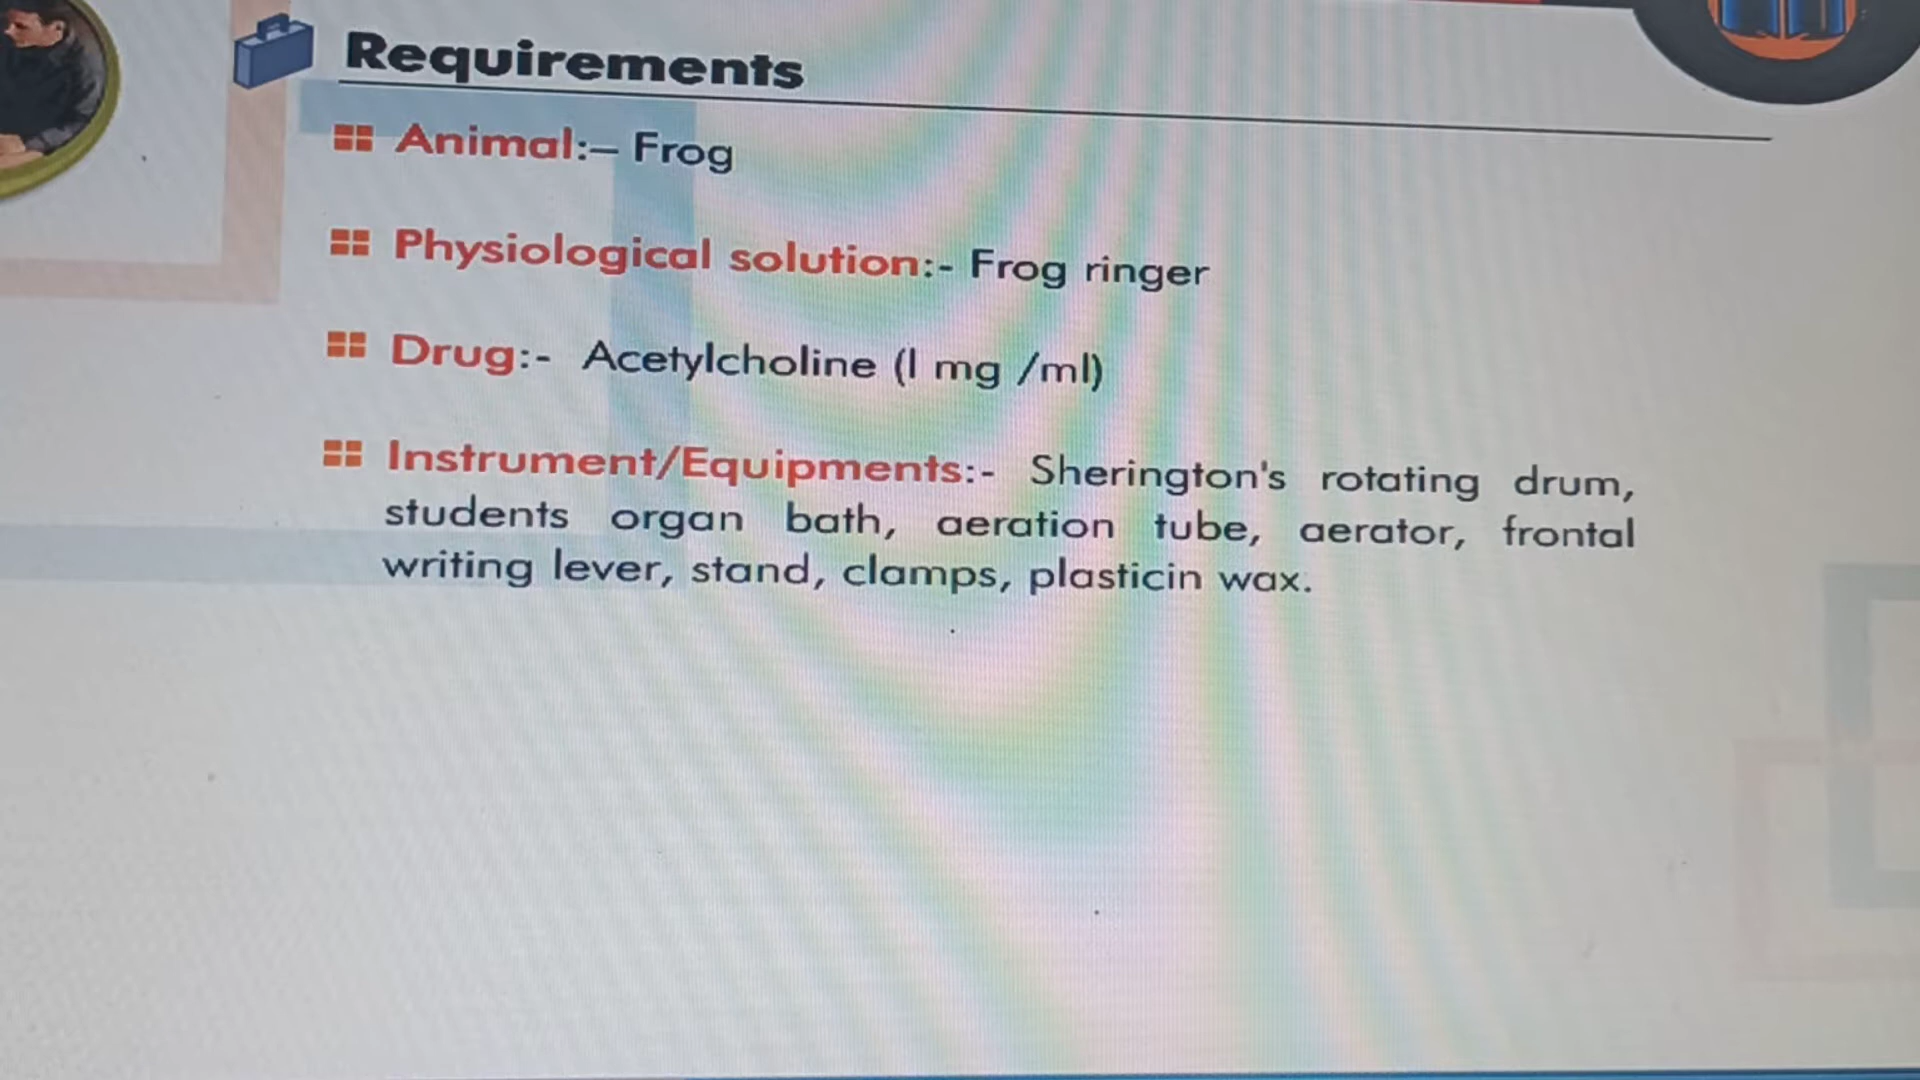 Requirements
Animal:– Frog
Physiological solution:- Frog ringer
Drug:- Acetylcholine (l mg /ml)
Instrument/Equipments:- Sherington's rotating drum,
students organ bath, aeration tube, aerator, frontal
writing lever, stand, clamps, plasticin wax.